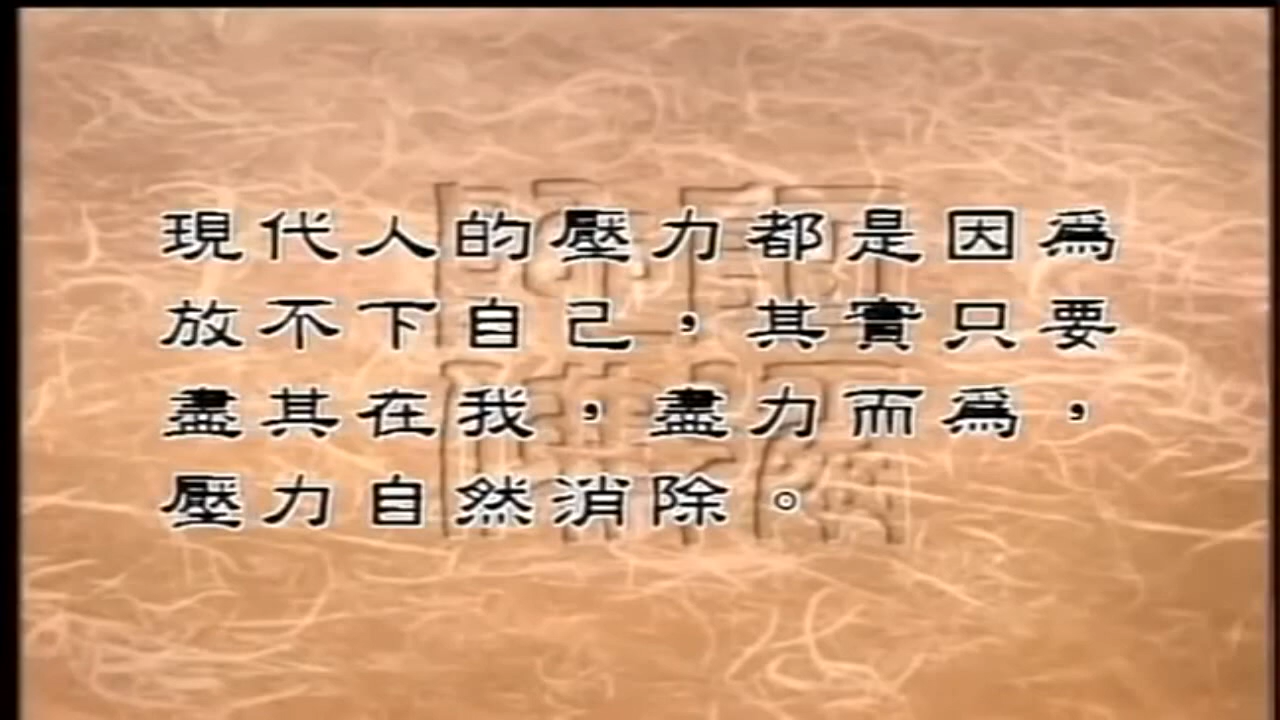 現代人的壓力都是因爲
放不下自己，其實只要
盡其在我，盡力而爲，
壓力自然消除。